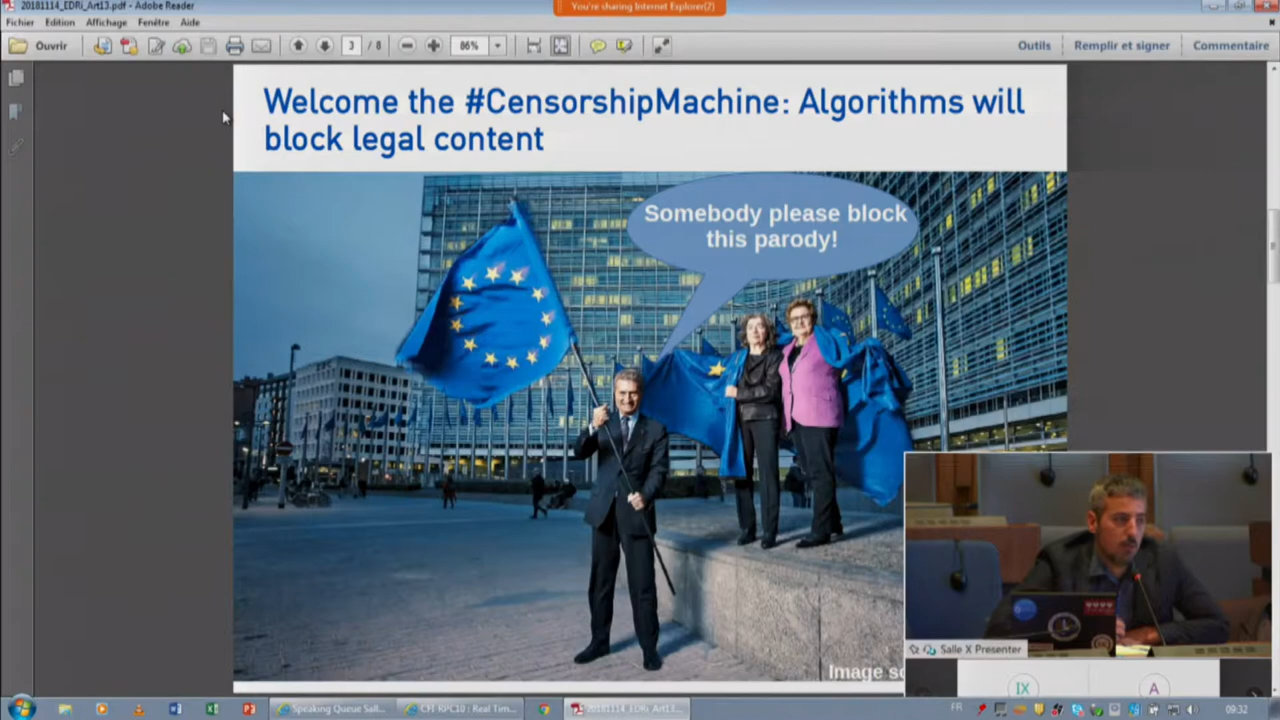 20181114_EDRi_Art13.pdf - Adobe Reader
You're sharing Internet Explorer(7)
Fichier Edition Affichage Fenêtre Aide
Ouvrir 3 / 8 86% Outils Remplir et signer Commentaire
Welcome the #CensorshipMachine: Algorithms will
block legal content
Somebody please block
this parody!
Salle X Presenter
Image
IX A
Speaking Queue Sall...
CFI RPC10 : Real Tim...
20181114_EDRi_Art13...
FR
09:32